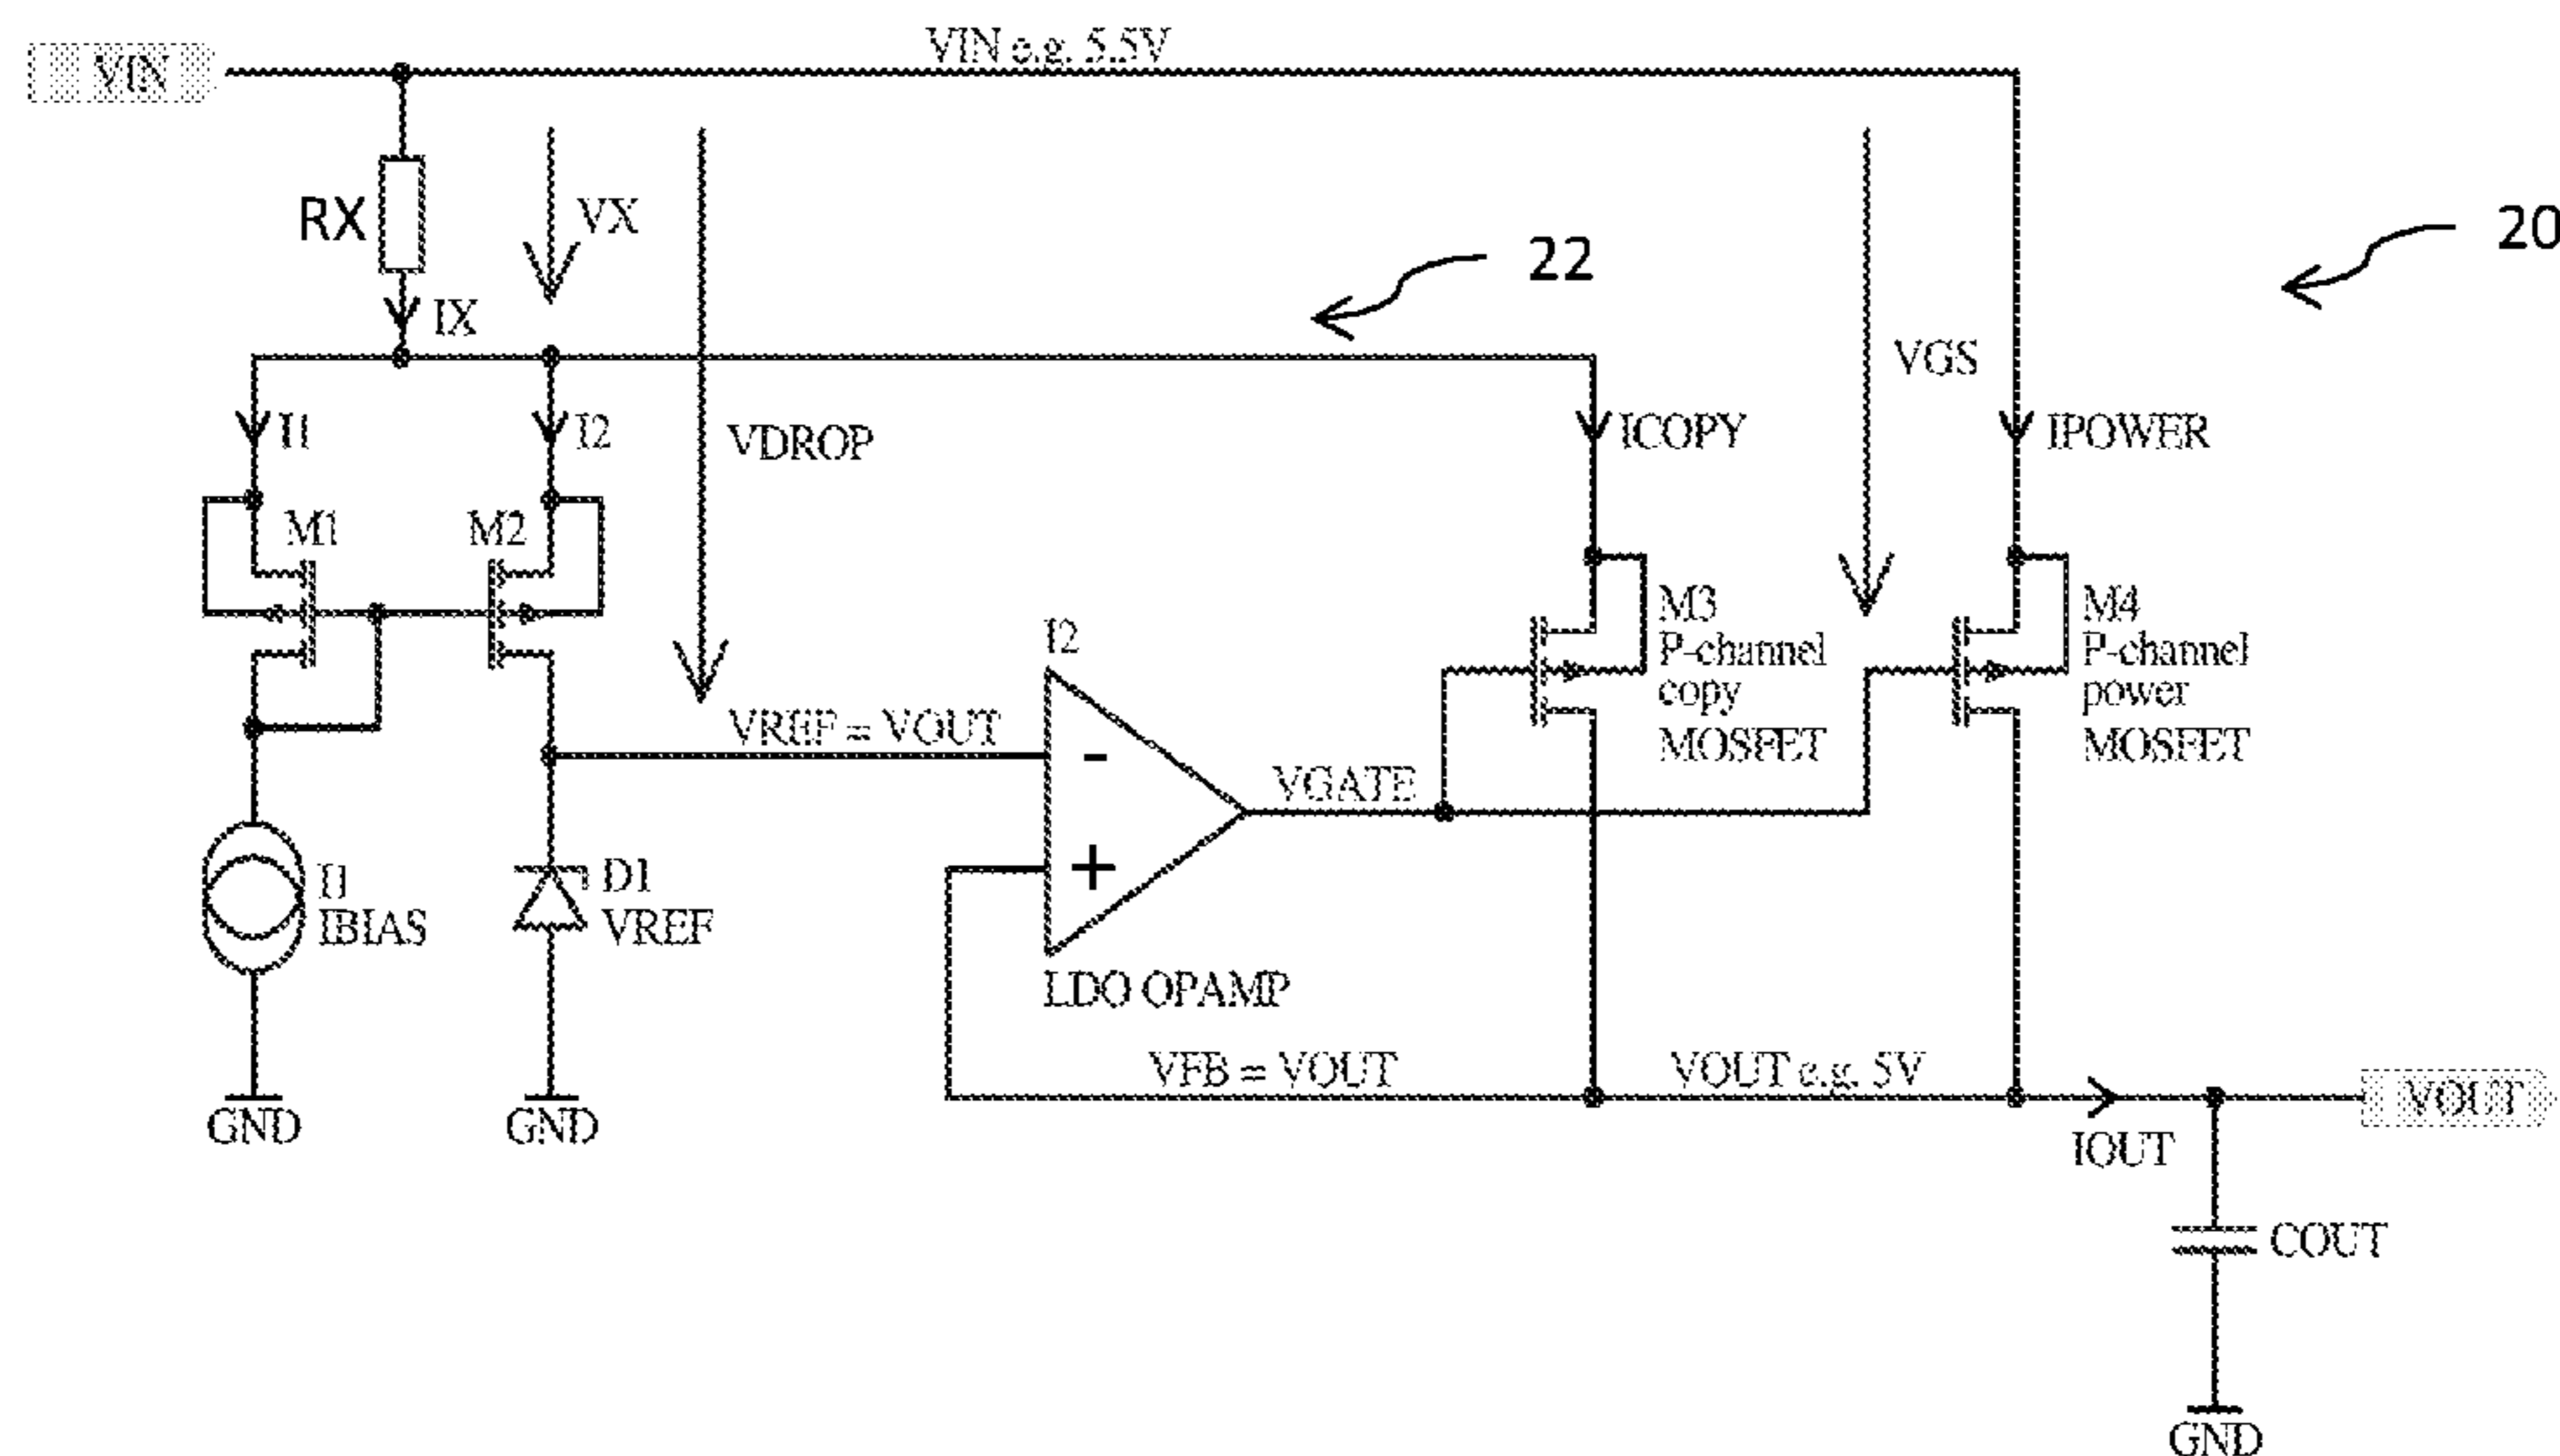 VIN e.g. 5.5V
VIN
RX
VX
22
20
IX
VGS
I1
I2
VDROP
ICOPY
IPOWER
M1
M2
M3
P-channel
copy
MOSFET
M4
P-channel
power
MOSFET
I2
VREF = VOUT
-
VGATE
+
I1
IBIAS
D1
VREF
LDO OPAMP
VFB = VOUT
VOUT e.g. 5V
VOUT
GND
GND
IOUT
COUT
GND